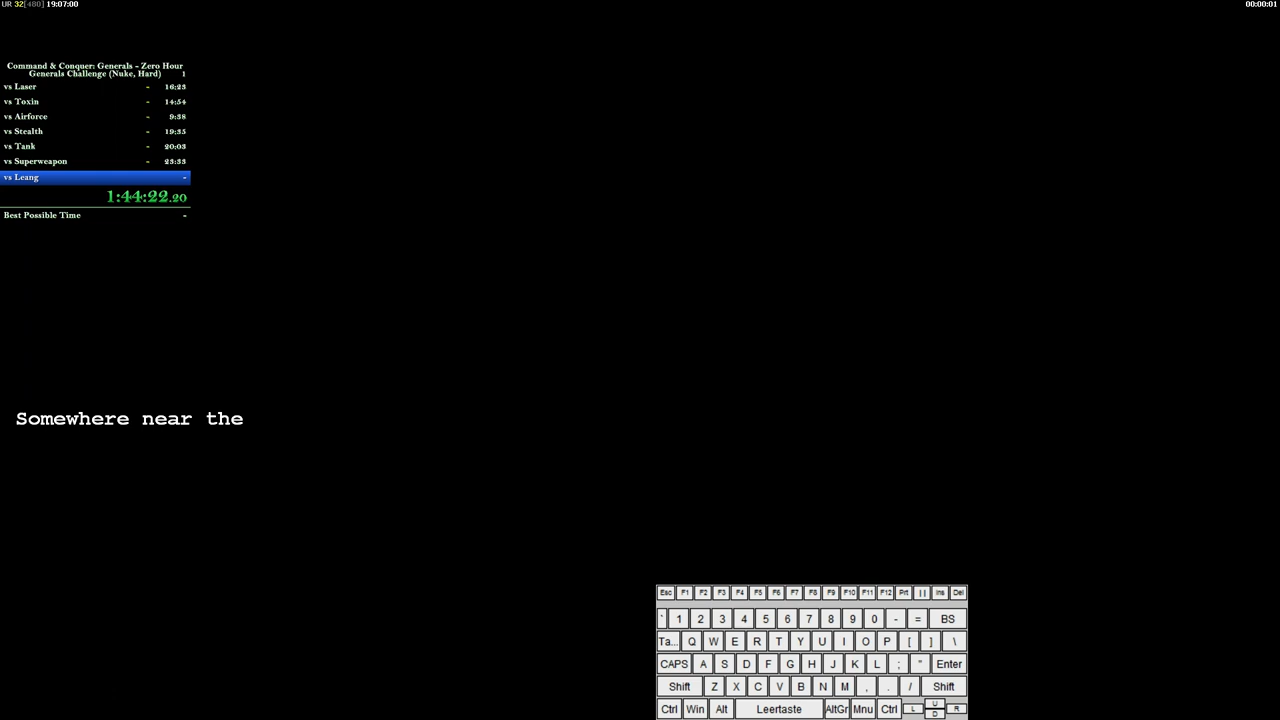 UR 32[480] 19:07:00
00:00:01
Command & Conquer: Generals - Zero Hour
Generals Challenge (Nuke, Hard) 1
vs Laser - 16:23
vs Toxin - 14:54
vs Airforce - 9:38
vs Stealth - 19:35
vs Tank - 20:03
vs Superweapon - 23:33
vs Leang -
1:44:22.20
Best Possible Time -
Somewhere near the
Esc F1 F2 F3 F4 F5 F6 F7 F8 F9 F10 F11 F12 Prt Ins Del
` 1 2 3 4 5 6 7 8 9 0 - = BS
Ta... Q W E R T Y U I O P [ ] \
CAPS A S D F G H J K L ; " Enter
Shift Z X C V B N M , . / Shift
Ctrl Win Alt Leertaste AltGr Mnu Ctrl L U D R